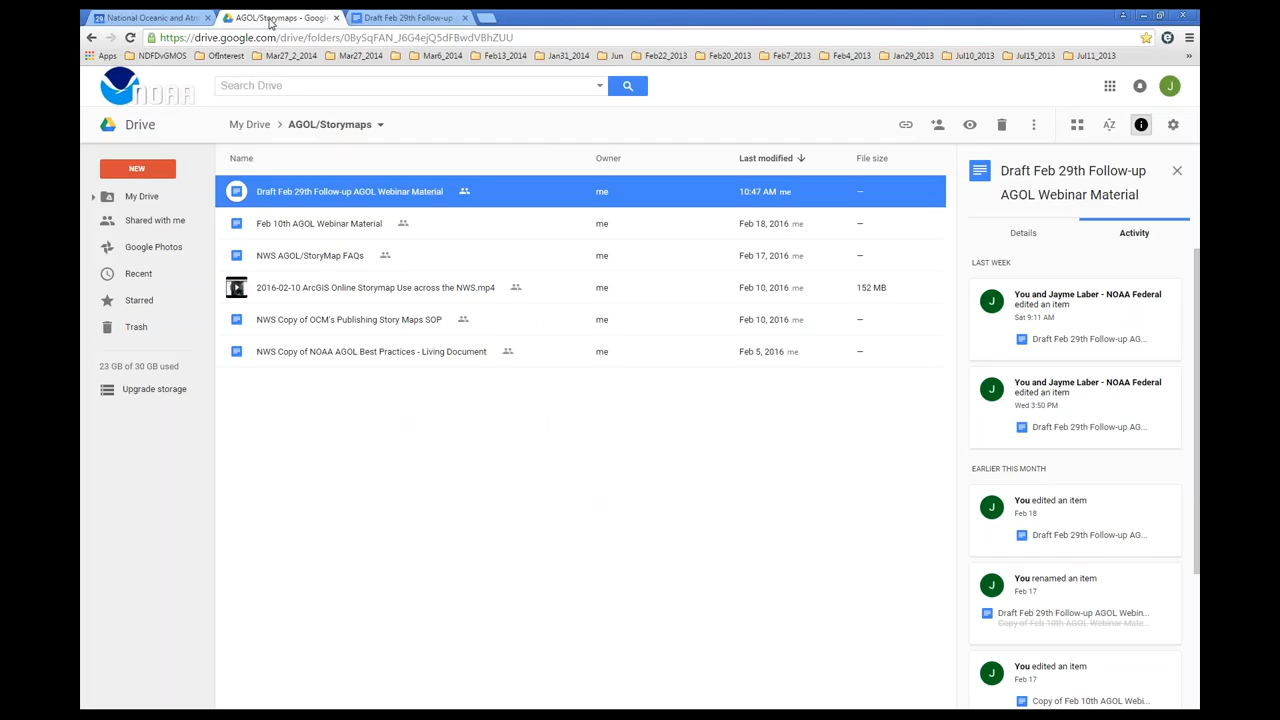 National Oceanic and Atm
AGOL/Storymaps - Google
Draft Feb 29th Follow-up
https://drive.google.com/drive/folders/0BySqFAN_J6G4ejQ5dFBwdVBhZUU
Apps
NDFDvGMOS
OfInterest
Mar27_2_2014
Mar27_2014
Mar6_2014
Feb13_2014
Jan31_2014
Jun
Feb22_2013
Feb20_2013
Feb7_2013
Feb4_2013
Jan29_2013
Jul10_2013
Jul15_2013
Jul11_2013
»
NOAA
Search Drive
J
Drive
My Drive > AGOL/Storymaps
NEW
My Drive
Shared with me
Google Photos
Recent
Starred
Trash
23 GB of 30 GB used
Upgrade storage
Name Owner Last modified File size
Draft Feb 29th Follow-up AGOL Webinar Material me 10:47 AM me —
Feb 10th AGOL Webinar Material me Feb 18, 2016 me —
NWS AGOL/StoryMap FAQs me Feb 17, 2016 me —
2016-02-10 ArcGIS Online Storymap Use across the NWS.mp4 me Feb 10, 2016 me 152 MB
NWS Copy of OCM's Publishing Story Maps SOP me Feb 10, 2016 me —
NWS Copy of NOAA AGOL Best Practices - Living Document me Feb 5, 2016 me —
Draft Feb 29th Follow-up
AGOL Webinar Material
Details Activity
LAST WEEK
J
You and Jayme Laber - NOAA Federal
edited an item
Sat 9:11 AM
Draft Feb 29th Follow-up AG...
J
You and Jayme Laber - NOAA Federal
edited an item
Wed 3:50 PM
Draft Feb 29th Follow-up AG...
EARLIER THIS MONTH
J
You edited an item
Feb 18
Draft Feb 29th Follow-up AG...
J
You renamed an item
Feb 17
Draft Feb 29th Follow-up AGOL Webin...
Copy of Feb 10th AGOL Webinar Mate...
J
You edited an item
Feb 17
Copy of Feb 10th AGOL Webi...